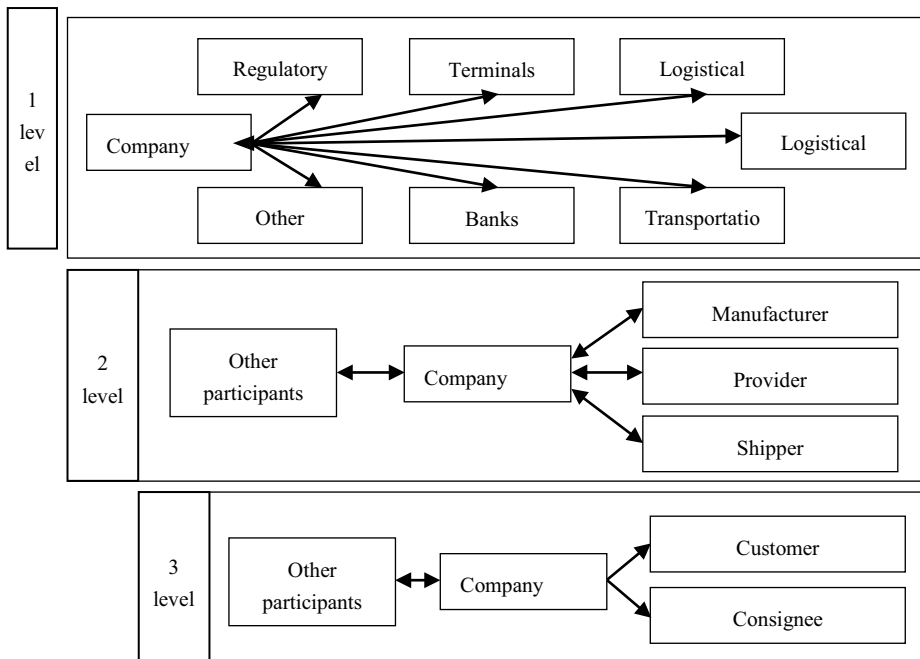 1
lev
el
Regulatory
Terminals
Logistical
Company
Logistical
Other
Banks
Transportatio
2
level
Other
participants
Company
Manufacturer
Provider
Shipper
3
level
Other
participants
Company
Customer
Consignee